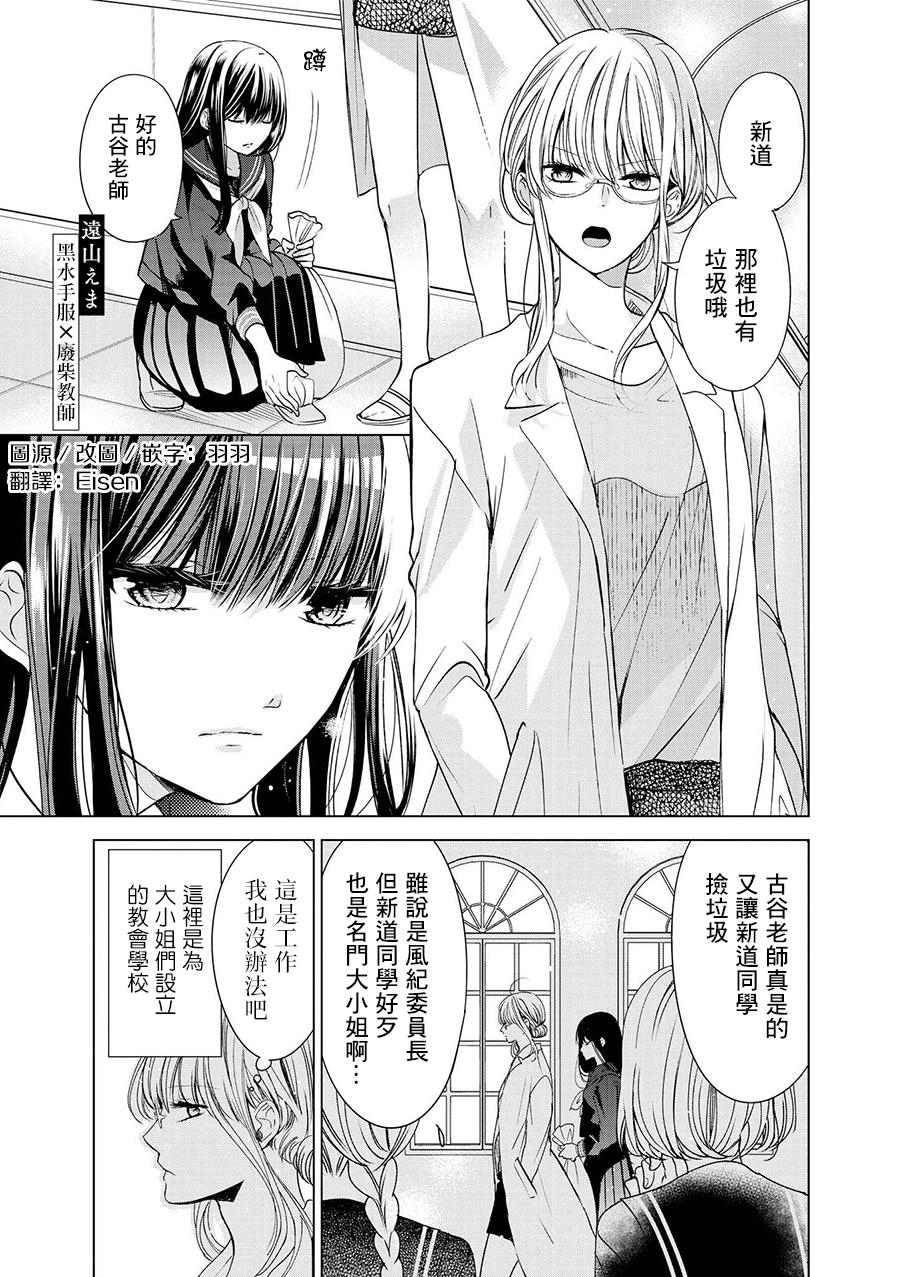 新道
那裡也有
垃圾哦
蹲
好的
古谷老師
遠山えま
黑水手服×廢柴教師
圖源／改圖／嵌字：羽羽
翻譯：Eisen
古谷老師真是的
又讓新道同學
撿垃圾
雖說是風紀委員長
但新道同學好歹
也是名門大小姐啊…
這是工作
我也沒辦法吧
這裡是為
大小姐們設立
的教會學校